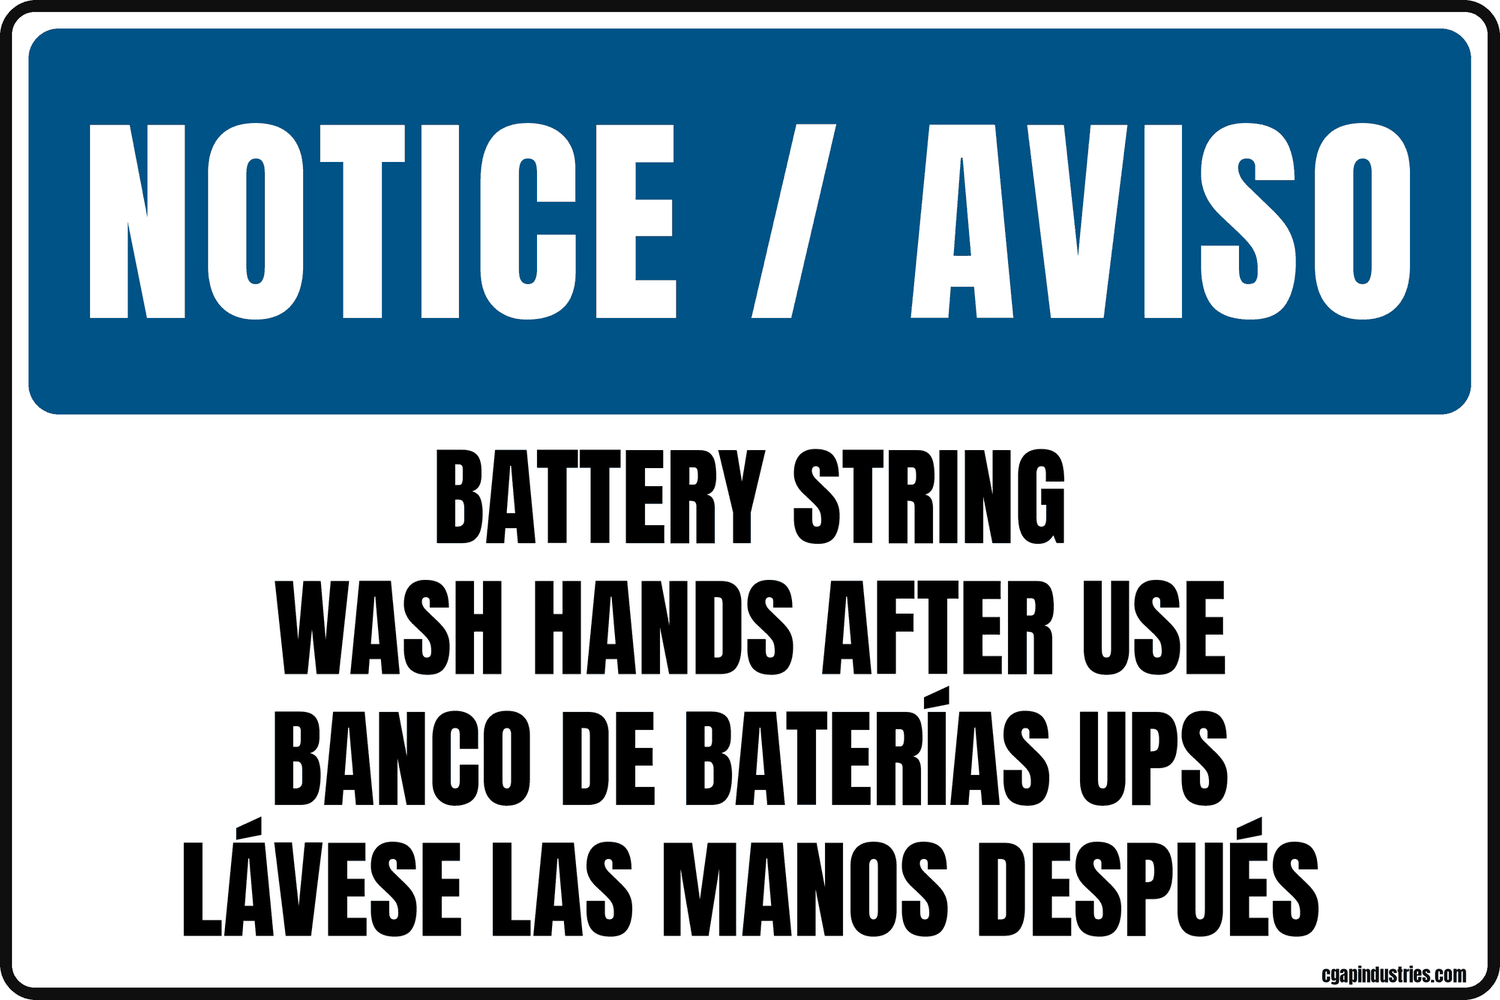 NOTICE / AVISO
BATTERY STRING
WASH HANDS AFTER USE
BANCO DE BATERÍAS UPS
LÁVESE LAS MANOS DESPUÉS
cgapindustries.com